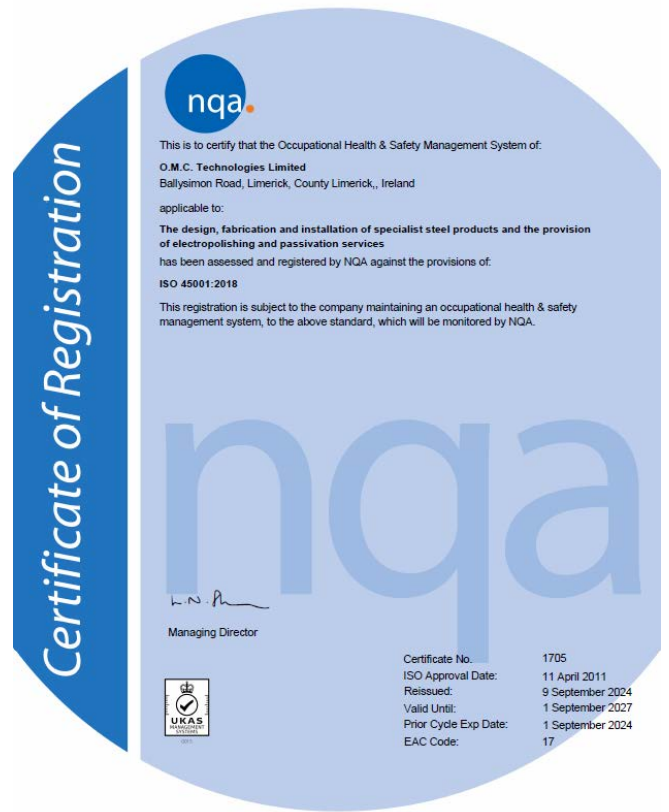 Certificate of Registration
nqa.
This is to certify that the Occupational Health & Safety Management System of:
O.M.C. Technologies Limited
Ballysimon Road, Limerick, County Limerick,, Ireland
applicable to:
The design, fabrication and installation of specialist steel products and the provision
of electropolishing and passivation services
has been assessed and registered by NQA against the provisions of:
ISO 45001:2018
This registration is subject to the company maintaining an occupational health & safety
management system, to the above standard, which will be monitored by NQA.
nqa
Managing Director
Certificate No. 1705
ISO Approval Date: 11 April 2011
Reissued: 9 September 2024
Valid Until: 1 September 2027
Prior Cycle Exp Date: 1 September 2024
EAC Code: 17
UKAS
MANAGEMENT
SYSTEMS